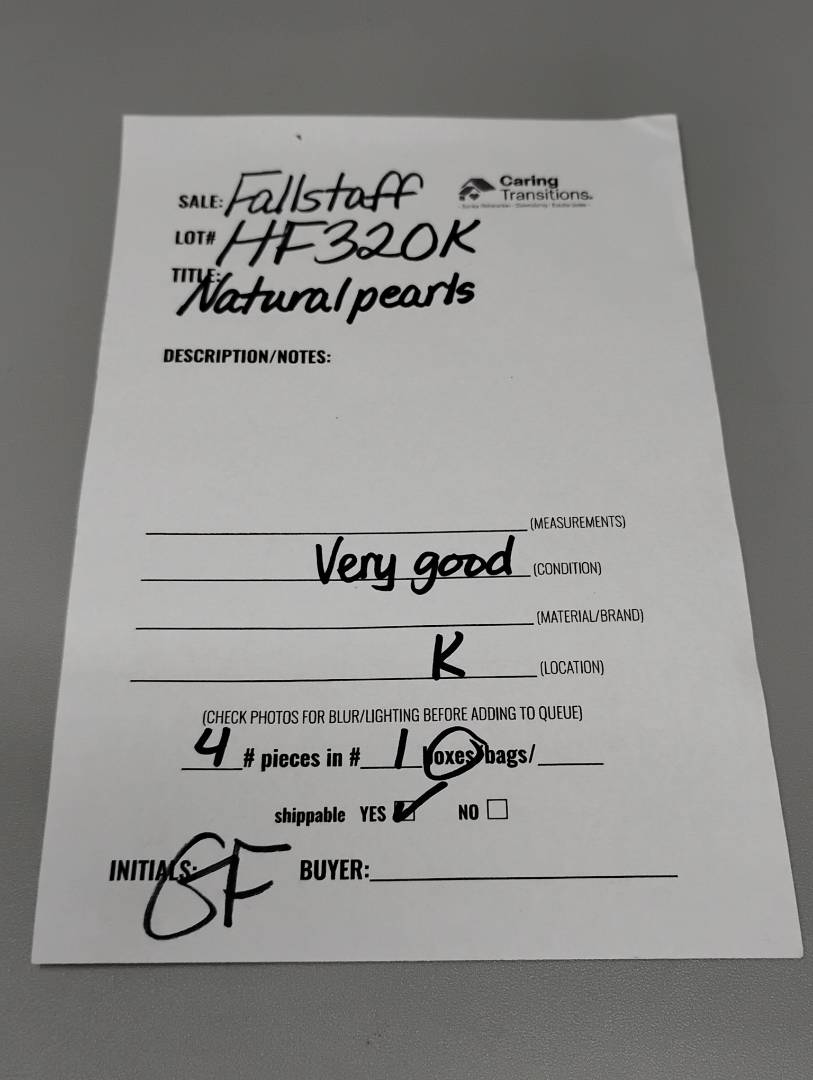 SALE: Fallstaff
Caring
Transitions.
LOT# HF320K
TITLE:
Natural pearls
DESCRIPTION/NOTES:
(MEASUREMENTS)
Very good (CONDITION)
(MATERIAL/BRAND)
K (LOCATION)
(CHECK PHOTOS FOR BLUR/LIGHTING BEFORE ADDING TO QUEUE)
4 # pieces in # 1 boxes/bags/
shippable YES NO
INITIALS: GF BUYER: